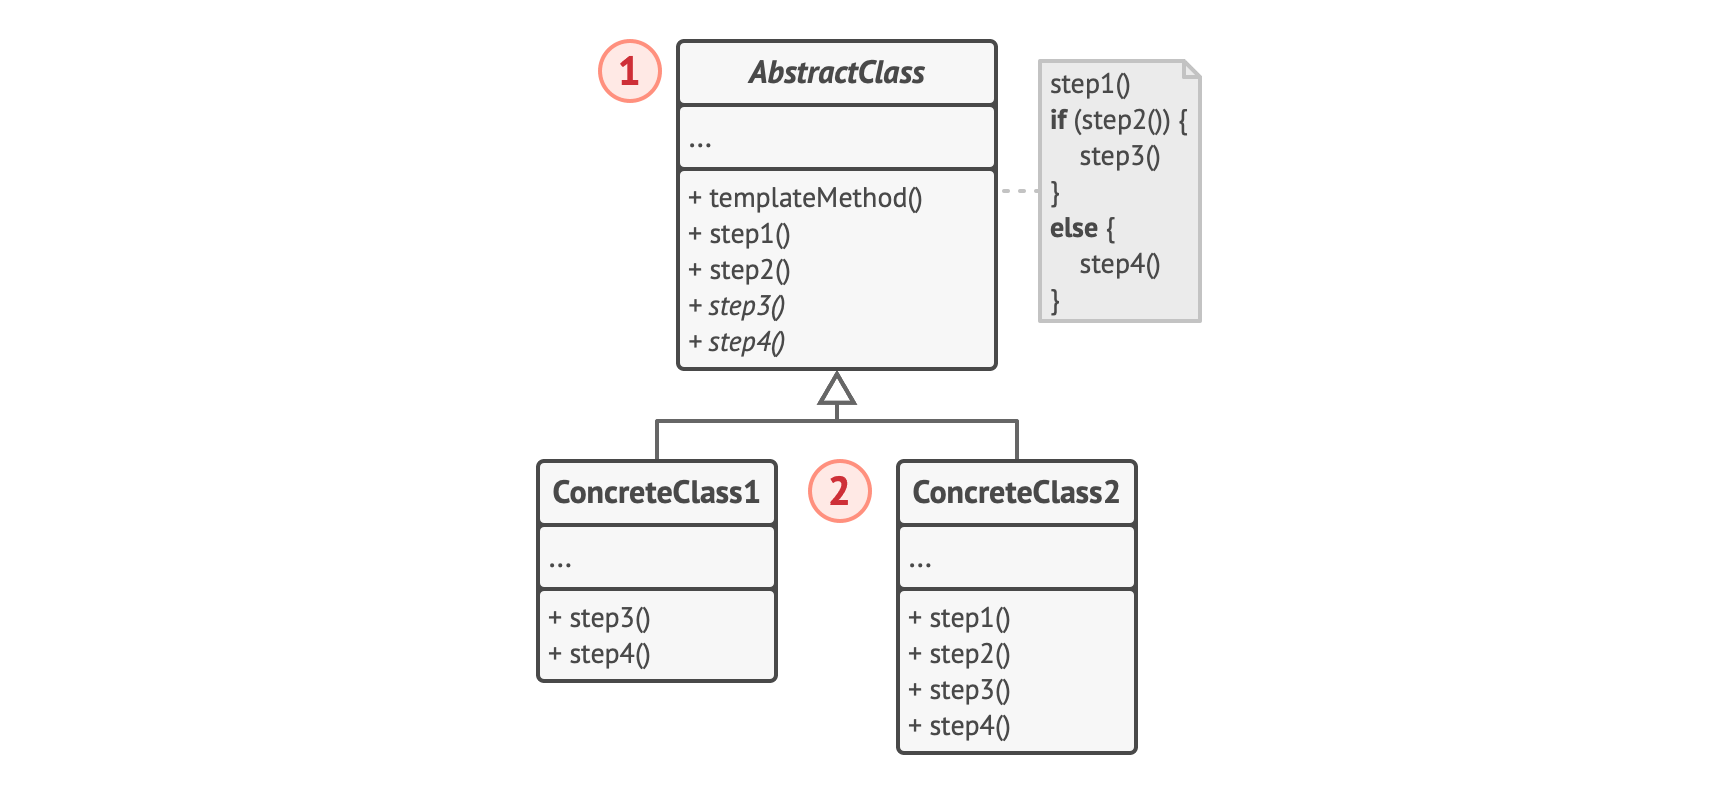 1
AbstractClass
...
+ templateMethod()
+ step1()
+ step2()
+ step3()
+ step4()
step1()
if (step2()) {
step3()
}
else {
step4()
}
2
ConcreteClass1
...
+ step3()
+ step4()
ConcreteClass2
...
+ step1()
+ step2()
+ step3()
+ step4()